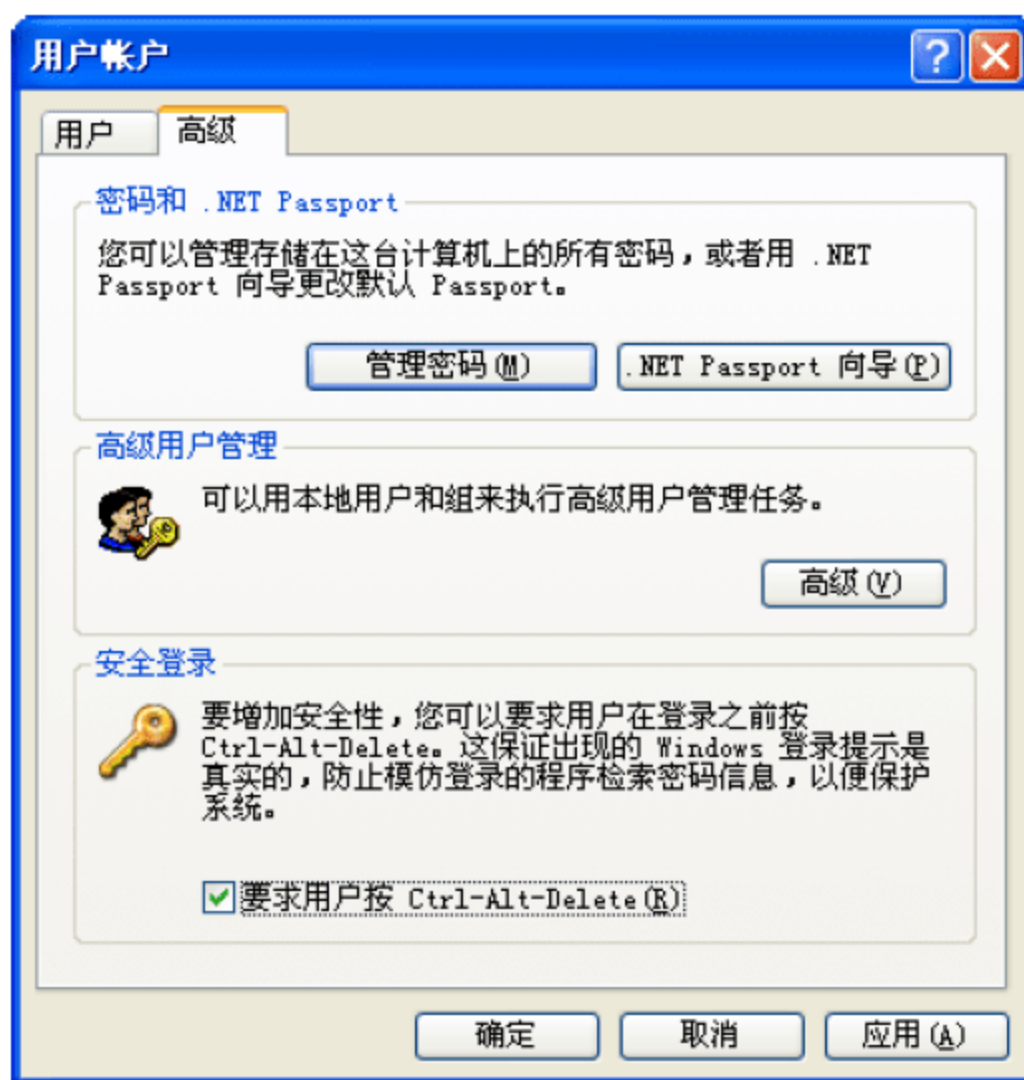 用户帐户
用户
高级
密码和 .NET Passport
您可以管理存储在这台计算机上的所有密码，或者用 .NET
Passport 向导更改默认 Passport。
管理密码(M)
.NET Passport 向导(P)
高级用户管理
可以用本地用户和组来执行高级用户管理任务。
高级(V)
安全登录
要增加安全性，您可以要求用户在登录之前按
Ctrl-Alt-Delete。这保证出现的 Windows 登录提示是
真实的，防止模仿登录的程序检索密码信息，以便保护
系统。
要求用户按 Ctrl-Alt-Delete(R)
确定
取消
应用(A)